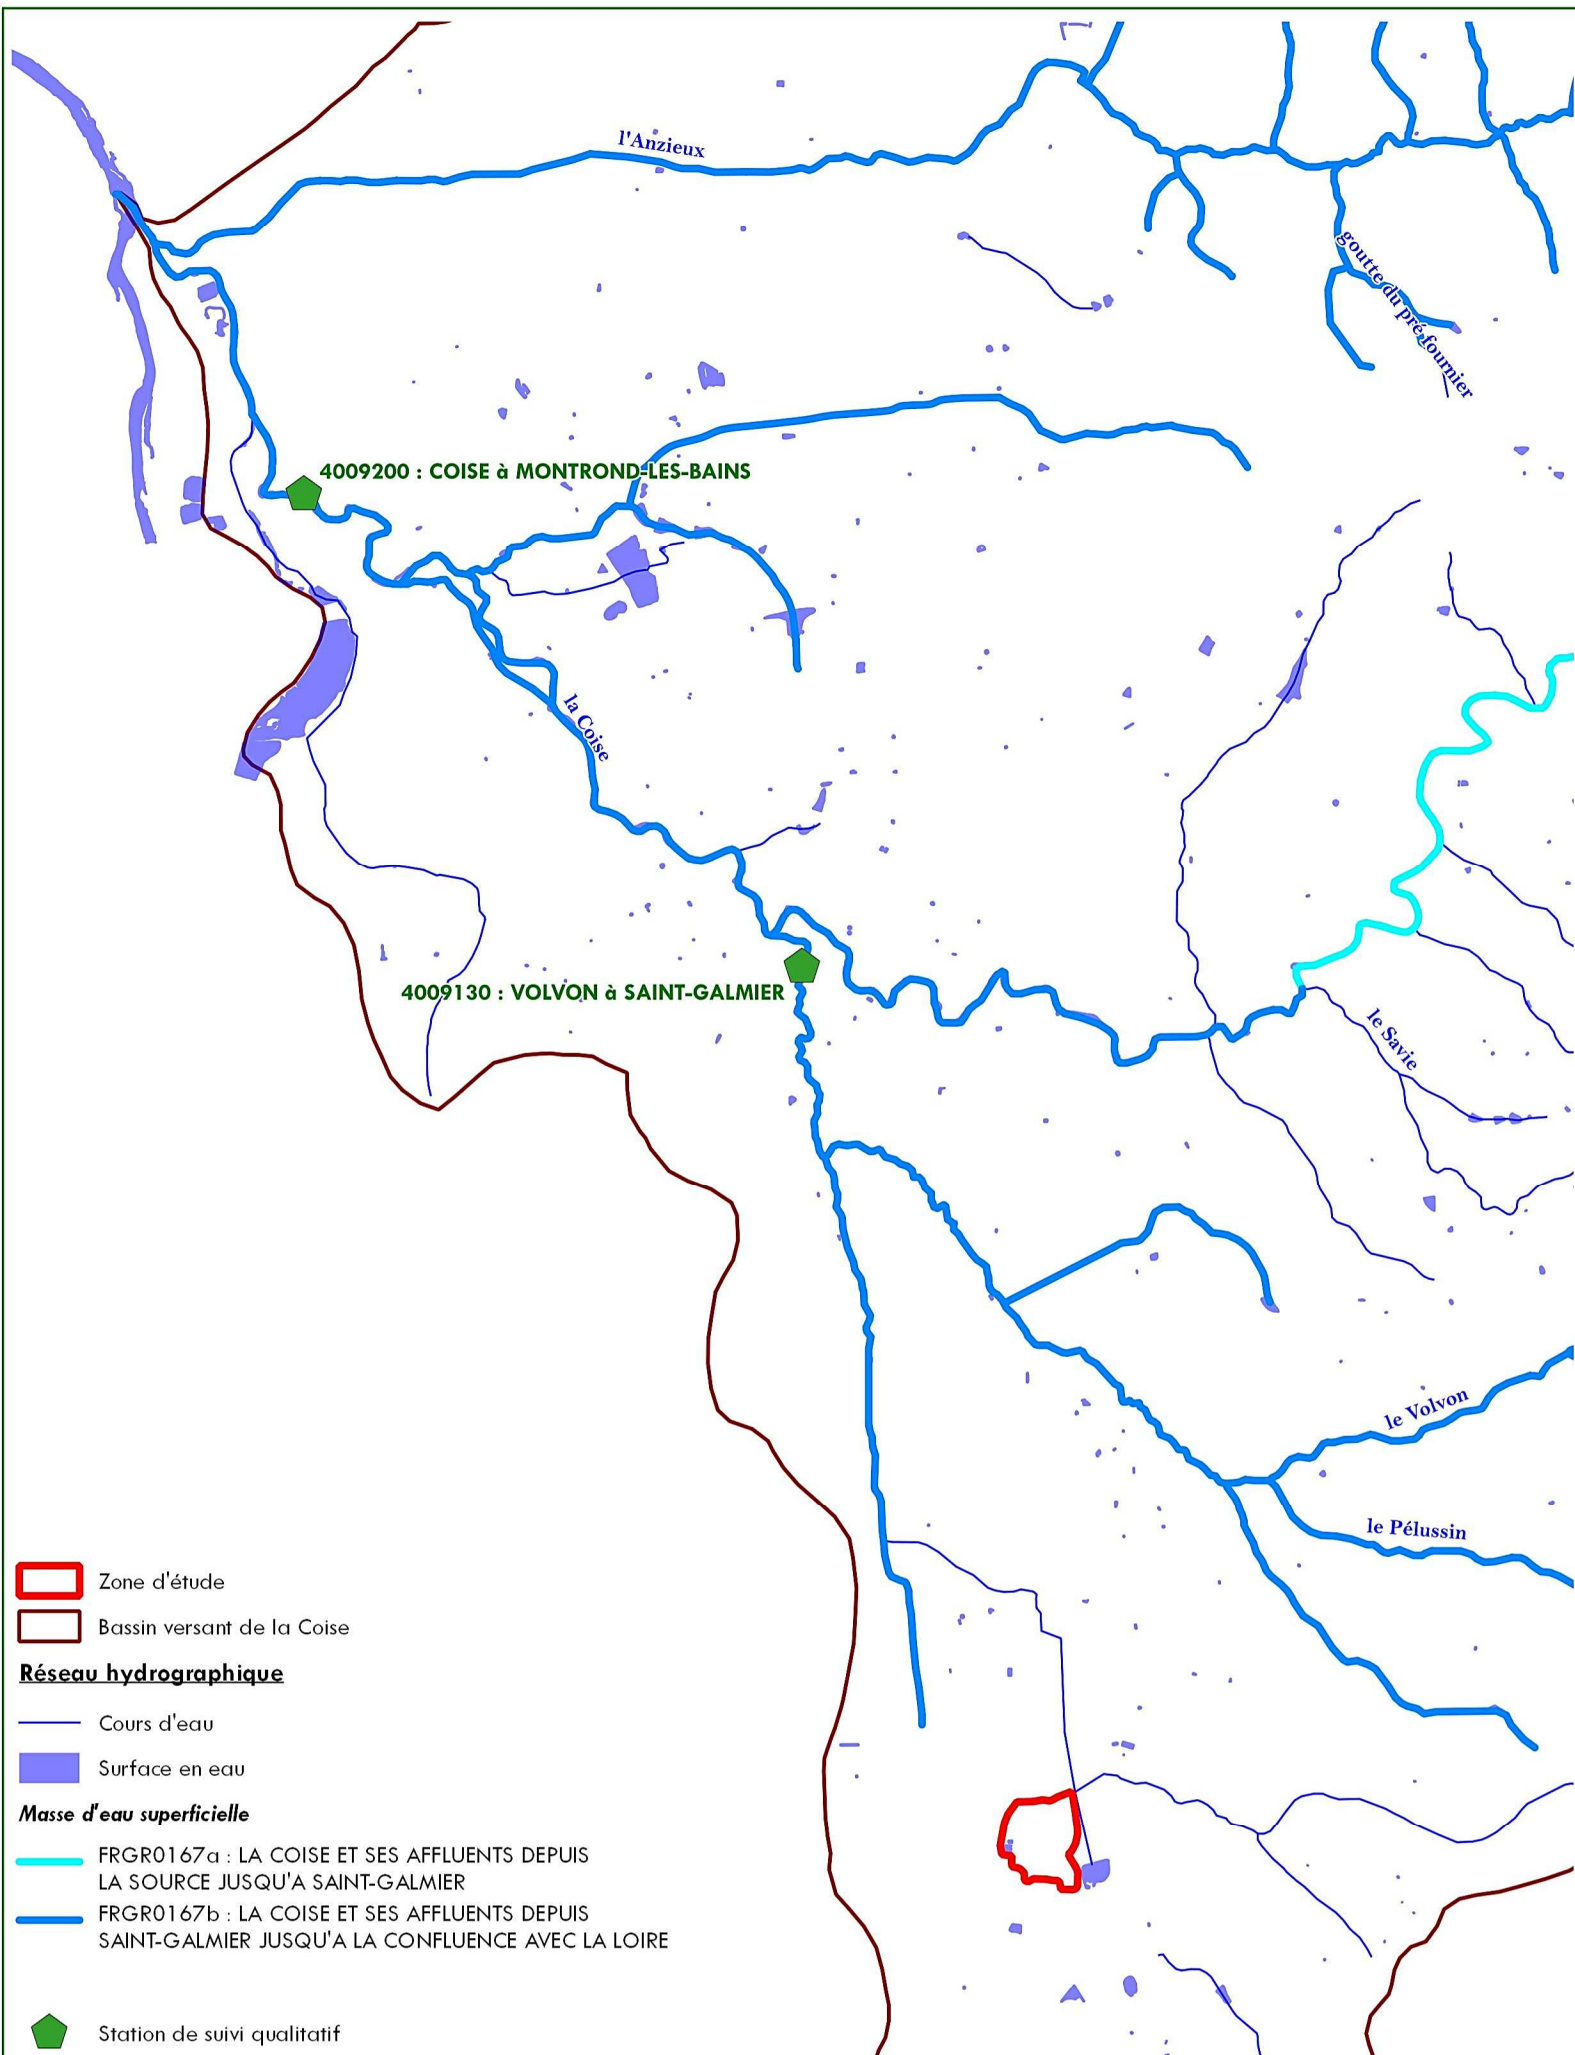 l'Anzieux
goutte du pré fournier
4009200 : COISE à MONTROND-LES-BAINS
la Coise
4009130 : VOLVON à SAINT-GALMIER
le Savie
le Volvon
le Pélussin
Zone d'étude
Bassin versant de la Coise
Réseau hydrographique
Cours d'eau
Surface en eau
Masse d'eau superficielle
FRGR0167a : LA COISE ET SES AFFLUENTS DEPUIS
LA SOURCE JUSQU'A SAINT-GALMIER
FRGR0167b : LA COISE ET SES AFFLUENTS DEPUIS
SAINT-GALMIER JUSQU'A LA CONFLUENCE AVEC LA LOIRE
Station de suivi qualitatif